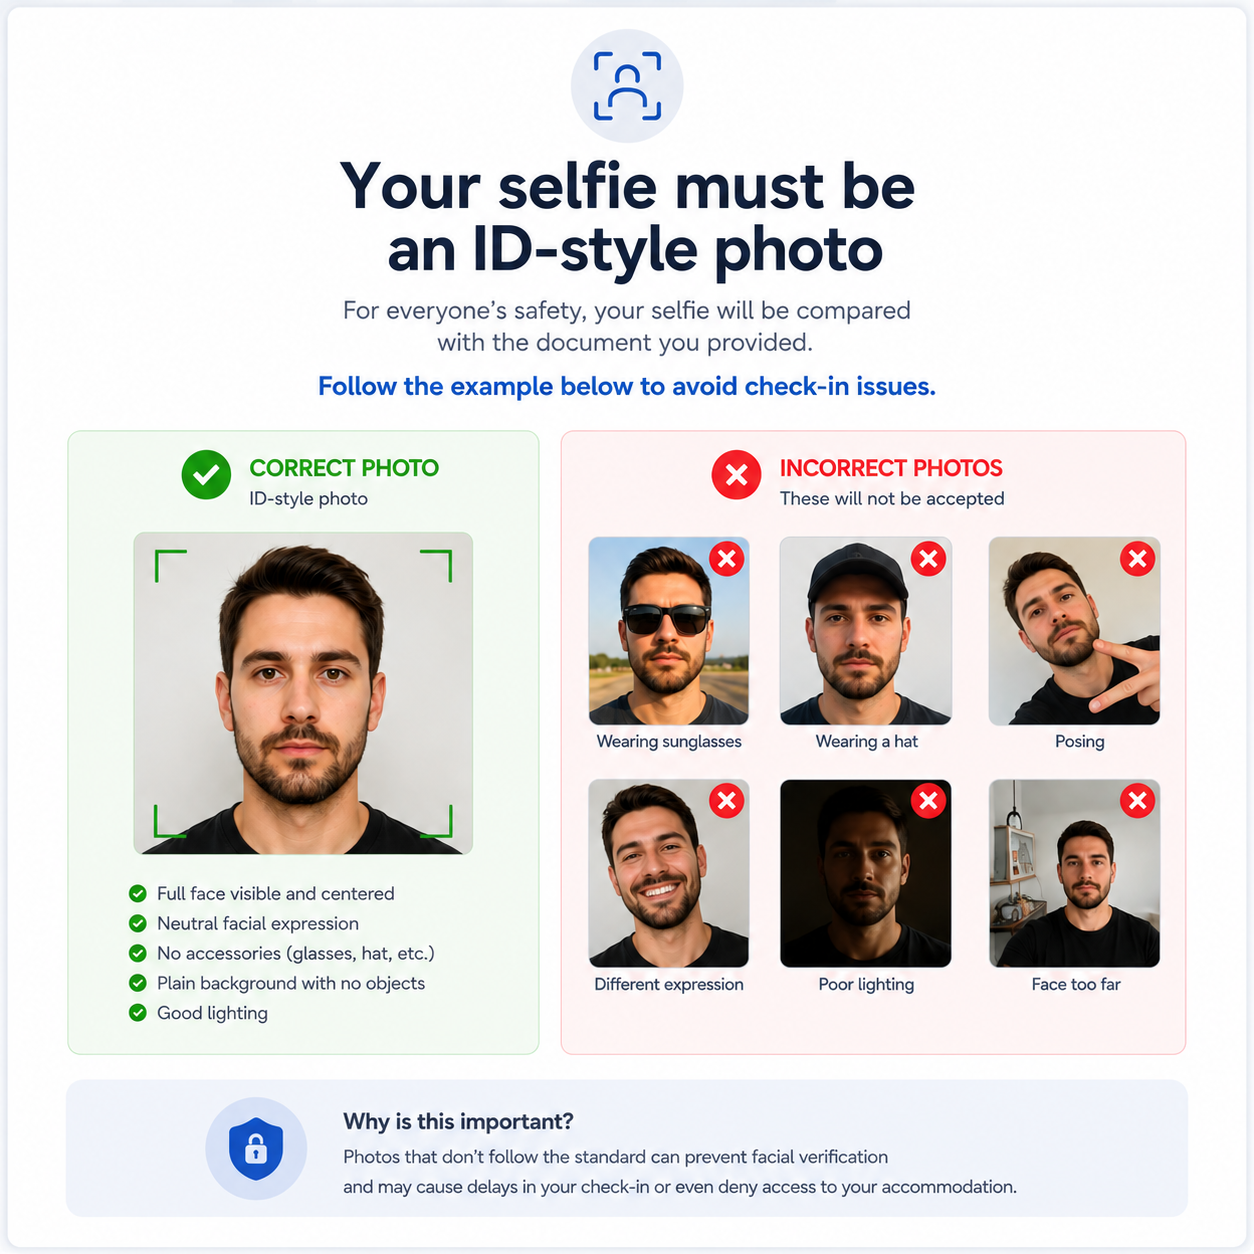 Your selfie must be
an ID-style photo
For everyone's safety, your selfie will be compared
with the document you provided.
Follow the example below to avoid check-in issues.
CORRECT PHOTO
ID-style photo
Full face visible and centered
Neutral facial expression
No accessories (glasses, hat, etc.)
Plain background with no objects
Good lighting
INCORRECT PHOTOS
These will not be accepted
Wearing sunglasses
Wearing a hat
Posing
Different expression
Poor lighting
Face too far
Why is this important?
Photos that don't follow the standard can prevent facial verification
and may cause delays in your check-in or even deny access to your accommodation.